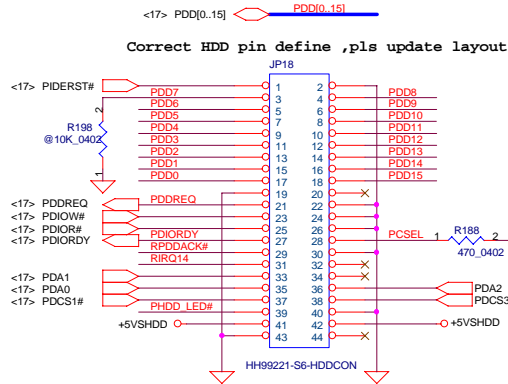 <17> PDD[0..15] PDD[0..15]
Correct HDD pin define ,pls update layout
JP18
<17> PIDERST# 1 2
PDD7 3 4 PDD8
PDD6 5 6 PDD9
PDD5 7 8 PDD10
PDD4 9 10 PDD11
PDD3 11 12 PDD12
PDD2 13 14 PDD13
PDD1 15 16 PDD14
PDD0 17 18 PDD15
2
R198
@10K_0402
1
19 20
<17> PDDREQ PDDREQ 21 22
<17> PDIOW# 23 24
<17> PDIOR# 25 26
<17> PDIORDY PDIORDY 27 28 PCSEL 1 R188 2
470_0402
RPDDACK# 29 30
RIRQ14 31 32
<17> PDA1 33 34
<17> PDA0 35 36 PDA2
<17> PDCS1# 37 38 PDCS3
PHDD_LED# 39 40
+5VSHDD 41 42 +5VSHDD
43 44
HH99221-S6-HDDCON